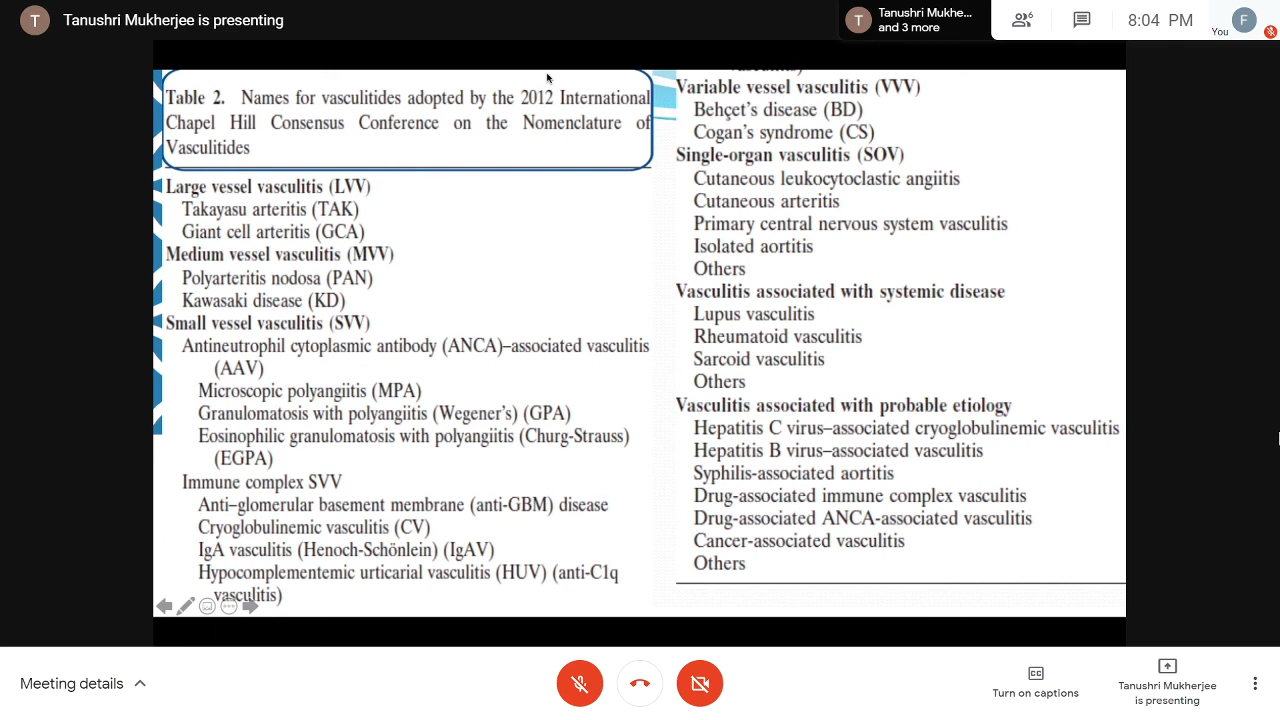 T
Tanushri Mukherjee is presenting
T
Tanushri Mukhe...
and 3 more
6
8:04 PM
You
F
Table 2. Names for vasculitides adopted by the 2012 International
Chapel Hill Consensus Conference on the Nomenclature of
Vasculitides
Large vessel vasculitis (LVV)
Takayasu arteritis (TAK)
Giant cell arteritis (GCA)
Medium vessel vasculitis (MVV)
Polyarteritis nodosa (PAN)
Kawasaki disease (KD)
Small vessel vasculitis (SVV)
Antineutrophil cytoplasmic antibody (ANCA)–associated vasculitis
(AAV)
Microscopic polyangiitis (MPA)
Granulomatosis with polyangiitis (Wegener's) (GPA)
Eosinophilic granulomatosis with polyangiitis (Churg-Strauss)
(EGPA)
Immune complex SVV
Anti–glomerular basement membrane (anti-GBM) disease
Cryoglobulinemic vasculitis (CV)
IgA vasculitis (Henoch-Schönlein) (IgAV)
Hypocomplementemic urticarial vasculitis (HUV) (anti-C1q
vasculitis)
vasculitis)
Variable vessel vasculitis (VVV)
Behçet's disease (BD)
Cogan's syndrome (CS)
Single-organ vasculitis (SOV)
Cutaneous leukocytoclastic angiitis
Cutaneous arteritis
Primary central nervous system vasculitis
Isolated aortitis
Others
Vasculitis associated with systemic disease
Lupus vasculitis
Rheumatoid vasculitis
Sarcoid vasculitis
Others
Vasculitis associated with probable etiology
Hepatitis C virus–associated cryoglobulinemic vasculitis
Hepatitis B virus–associated vasculitis
Syphilis-associated aortitis
Drug-associated immune complex vasculitis
Drug-associated ANCA-associated vasculitis
Cancer-associated vasculitis
Others
Meeting details
CC
Turn on captions
Tanushri Mukherjee
is presenting